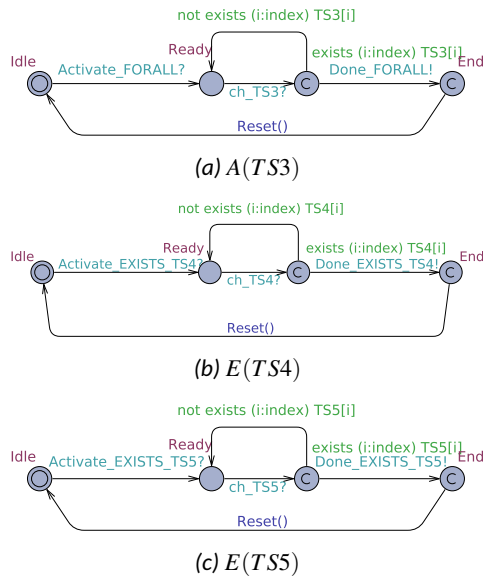 not exists (i:index) TS3[i]
Ready
exists (i:index) TS3[i]
Idle
Activate_FORALL?
Done_FORALL!
End
C
C
ch_TS3?
Reset()
(a) A(TS3)
not exists (i:index) TS4[i]
Ready
exists (i:index) TS4[i]
Idle
Activate_EXISTS_TS4?
Done_EXISTS_TS4!
End
C
C
ch_TS4?
Reset()
(b) E(TS4)
not exists (i:index) TS5[i]
Ready
exists (i:index) TS5[i]
Idle
Activate_EXISTS_TS5?
Done_EXISTS_TS5!
End
C
C
ch_TS5?
Reset()
(c) E(TS5)